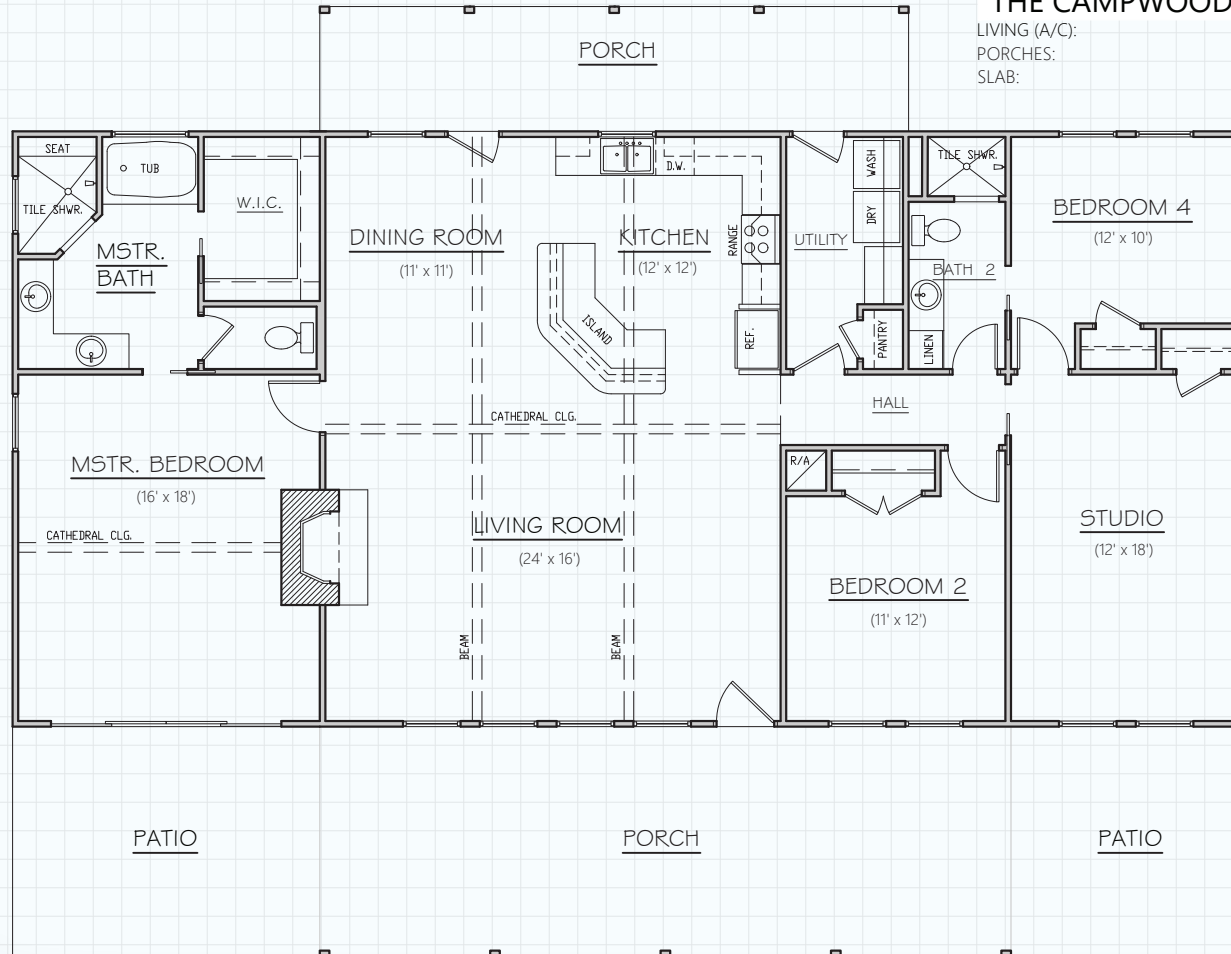 THE CAMPWOOD
LIVING (A/C):
PORCHES:
SLAB:
PORCH
SEAT
TUB
TILE SHWR.
W.I.C.
MSTR.
BATH
DINING ROOM
(11' x 11')
KITCHEN
(12' x 12')
D.W.
RANGE
REF.
ISLAND
UTILITY
WASH
DRY
PANTRY
LINEN
TILE SHWR.
BATH 2
BEDROOM 4
(12' x 10')
HALL
CATHEDRAL CLG.
R/A
MSTR. BEDROOM
(16' x 18')
CATHEDRAL CLG.
LIVING ROOM
(24' x 16')
BEAM
BEAM
BEDROOM 2
(11' x 12')
STUDIO
(12' x 18')
PATIO
PORCH
PATIO